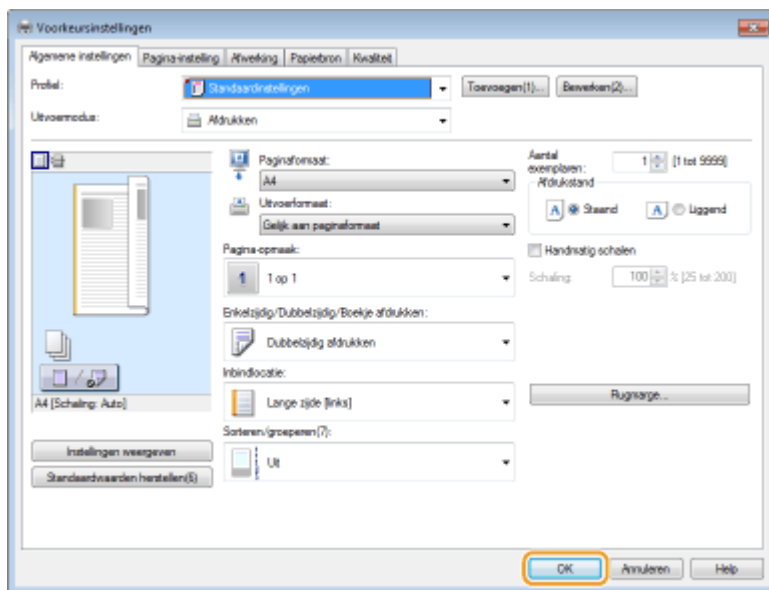 Voorkeursinstellingen
Algemene instellingen Pagina-instelling Afwerking Papierbron Kwaliteit
Profiel: Standaardinstellingen Toevoegen(1)... Bewerken(2)...
Uitvoermodus: Afdrukken
Paginaformaat:
A4
Uitvoerformaat:
Gelijk aan paginaformaat
Pagina-opmaak:
1 1 op 1
Enkelzijdig/Dubbelzijdig/Boekje afdrukken:
Dubbelzijdig afdrukken
Inbindlocatie:
Lange zijde [links]
Sorteren/groeperen(7):
Uit
Aantal
exemplaren: 1 [1 tot 9999]
Afdrukstand
A Staand A Liggend
Handmatig schalen
Schaling: 100 % [25 tot 200]
Rugmarge...
A4 [Schaling: Auto]
Instellingen weergeven
Standaardwaarden herstellen(6)
OK Annuleren Help